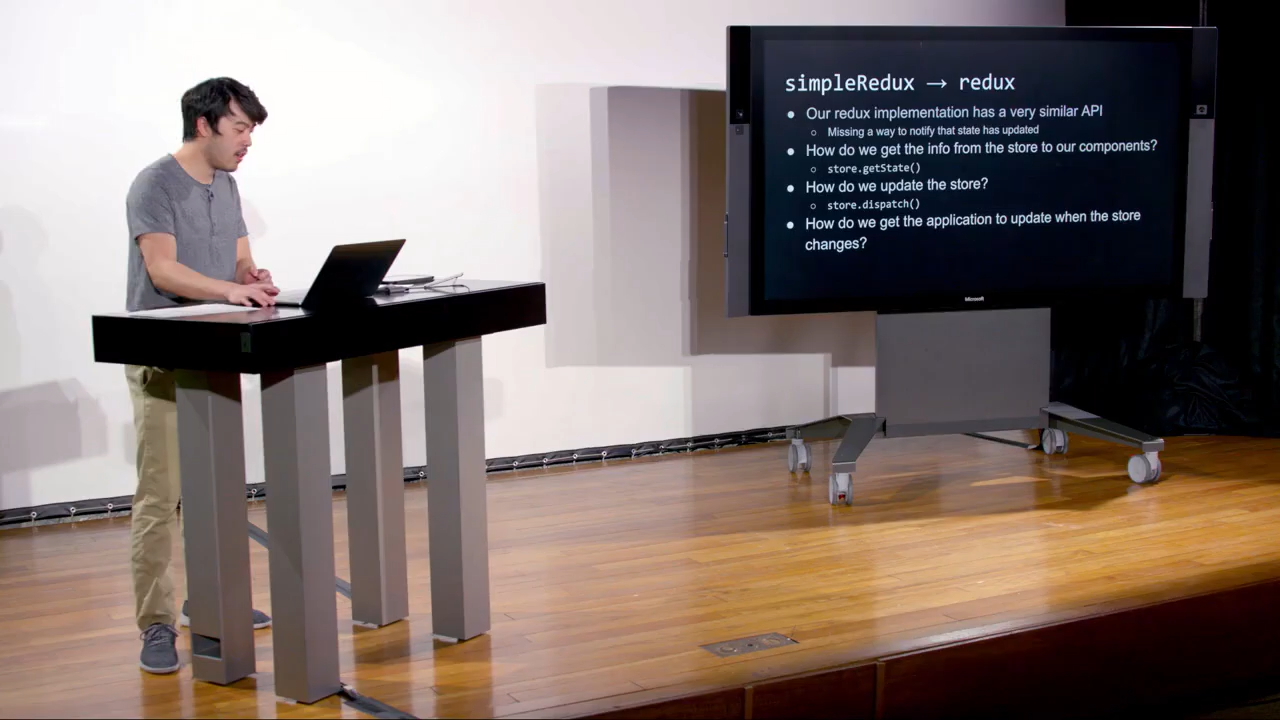 simpleRedux → redux
● Our redux implementation has a very similar API
○ Missing a way to notify that state has updated
● How do we get the info from the store to our components?
○ store.getState()
● How do we update the store?
○ store.dispatch()
● How do we get the application to update when the store
changes?
Microsoft